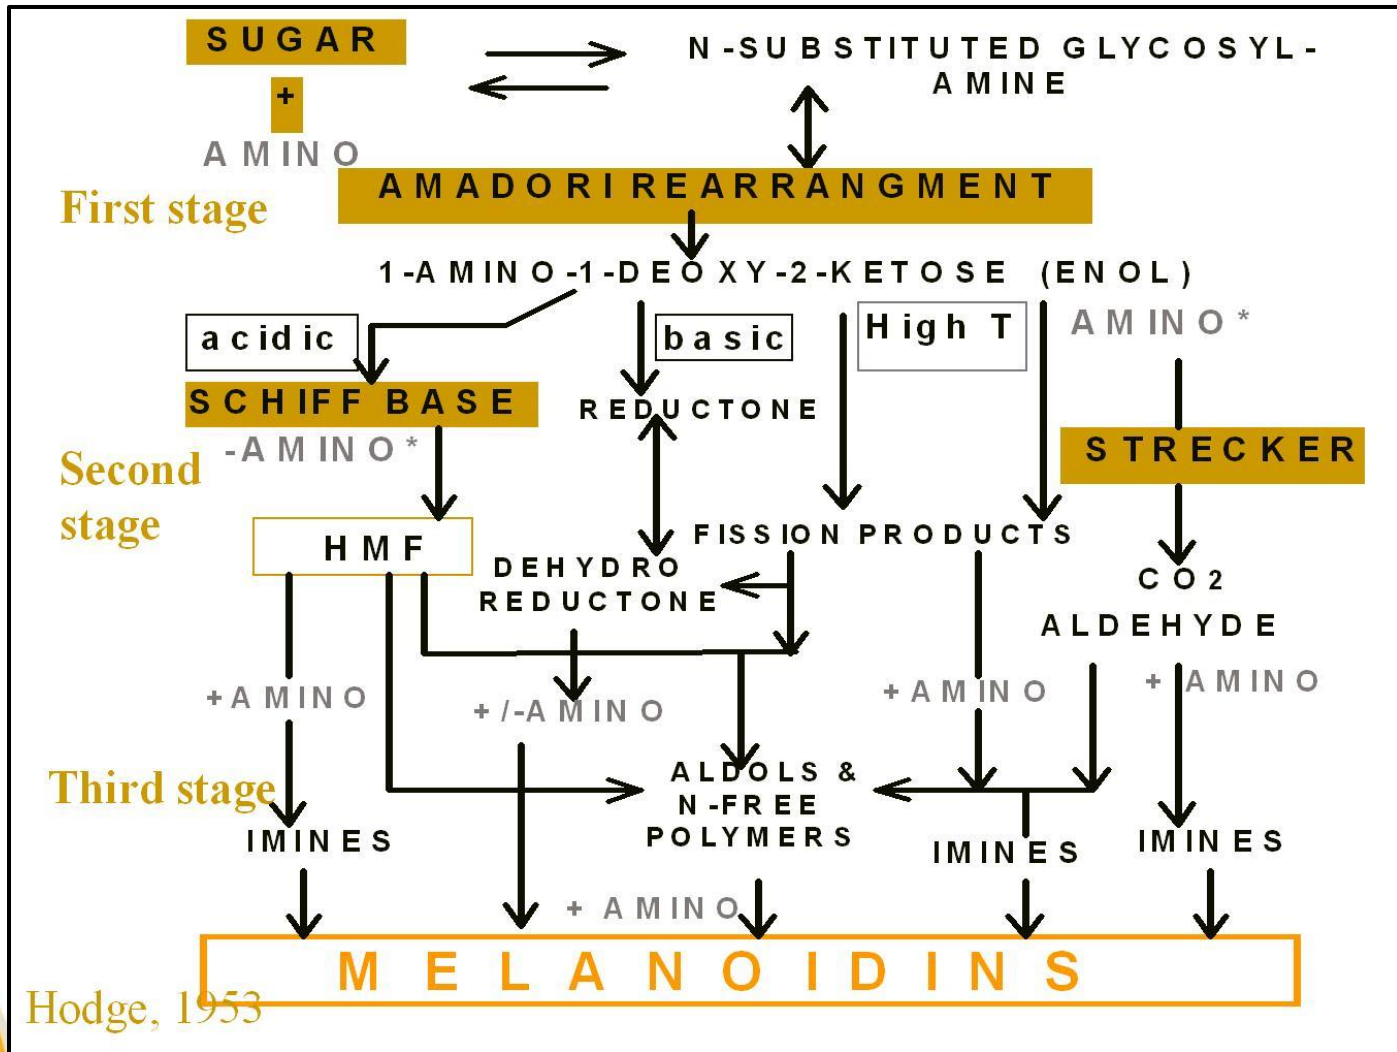 SUGAR
+
AMINO
N-SUBSTITUTED GLYCOSYL-
AMINE
First stage
AMADORI REARRANGMENT
1-AMINO-1-DEOXY-2-KETOSE (ENOL)
acidic
basic
High T
AMINO*
SCHIFF BASE
-AMINO*
REDUCTONE
STRECKER
Second
stage
HMF
DEHYDRO
REDUCTONE
FISSION PRODUCTS
CO2
ALDEHYDE
+AMINO
+/-AMINO
+AMINO
+ AMINO
Third stage
ALDOLS &
N-FREE
POLYMERS
IMINES
IMINES
IMINES
+ AMINO
MELANOIDINS
Hodge, 1953